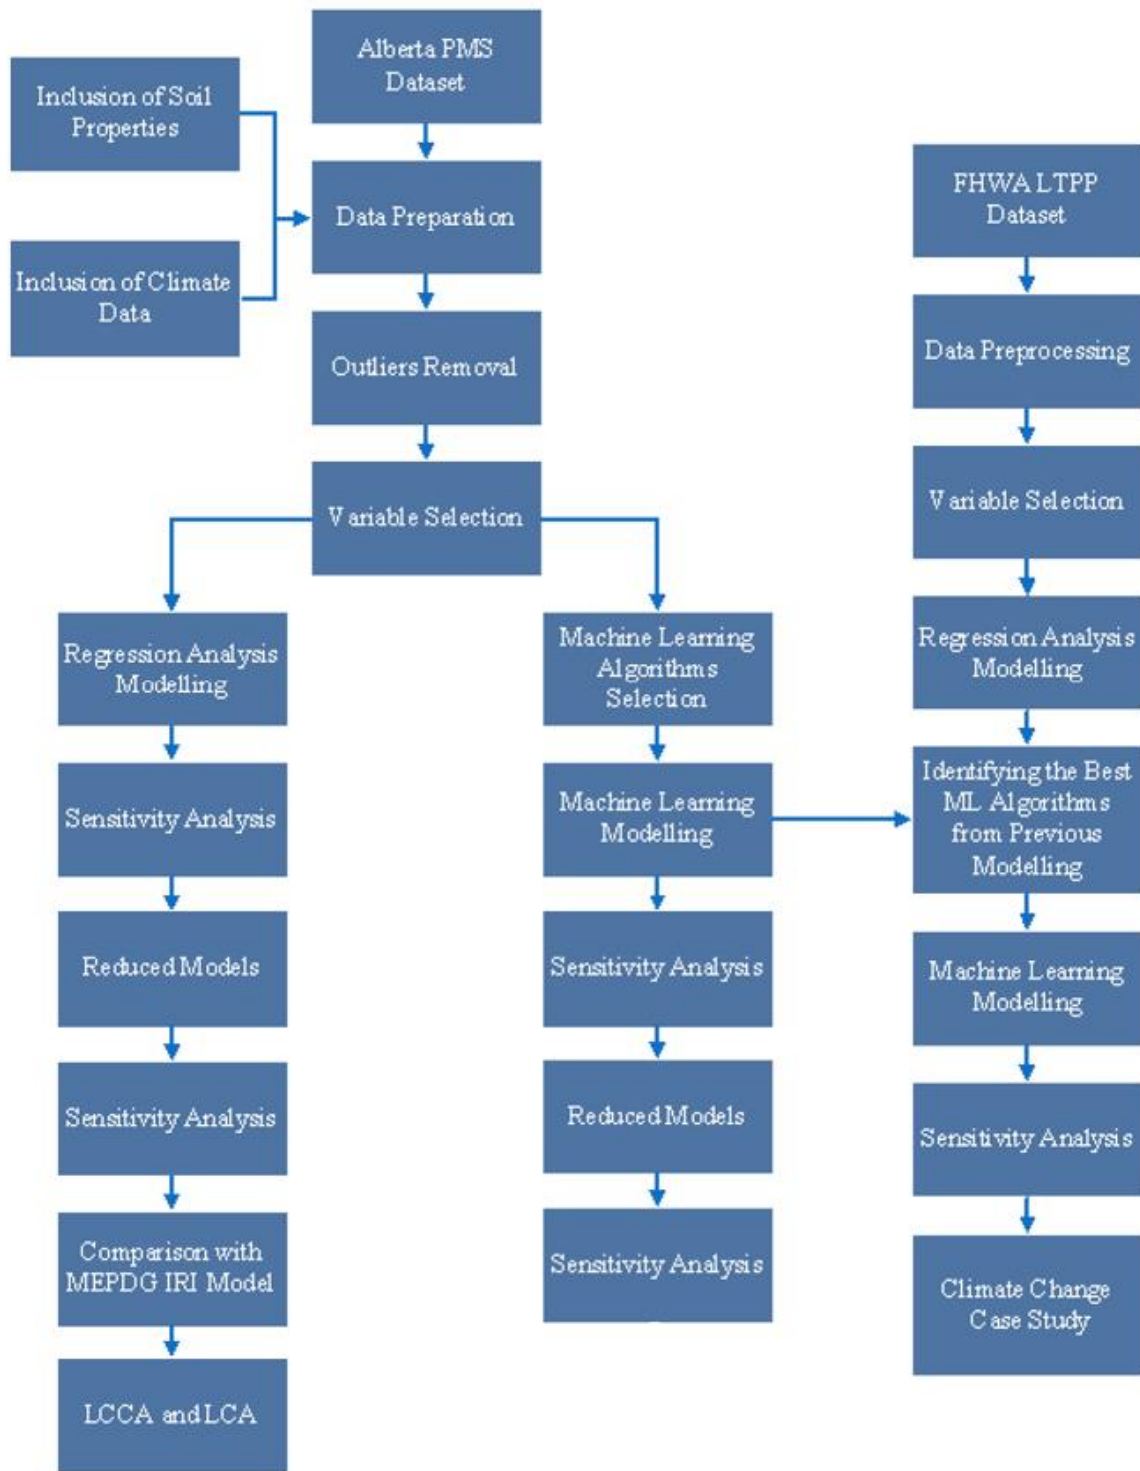 Alberta PMS
Dataset
Inclusion of Soil
Properties
Data Preparation
Inclusion of Climate
Data
Outliers Removal
Variable Selection
Regression Analysis
Modelling
Sensitivity Analysis
Reduced Models
Sensitivity Analysis
Comparison with
MEPDG IRI Model
LCCA and LCA
Machine Learning
Algorithms
Selection
Machine Learning
Modelling
Sensitivity Analysis
Reduced Models
Sensitivity Analysis
FHWA LTPP
Dataset
Data Preprocessing
Variable Selection
Regression Analysis
Modelling
Identifying the Best
ML Algorithms
from Previous
Modelling
Machine Learning
Modelling
Sensitivity Analysis
Climate Change
Case Study